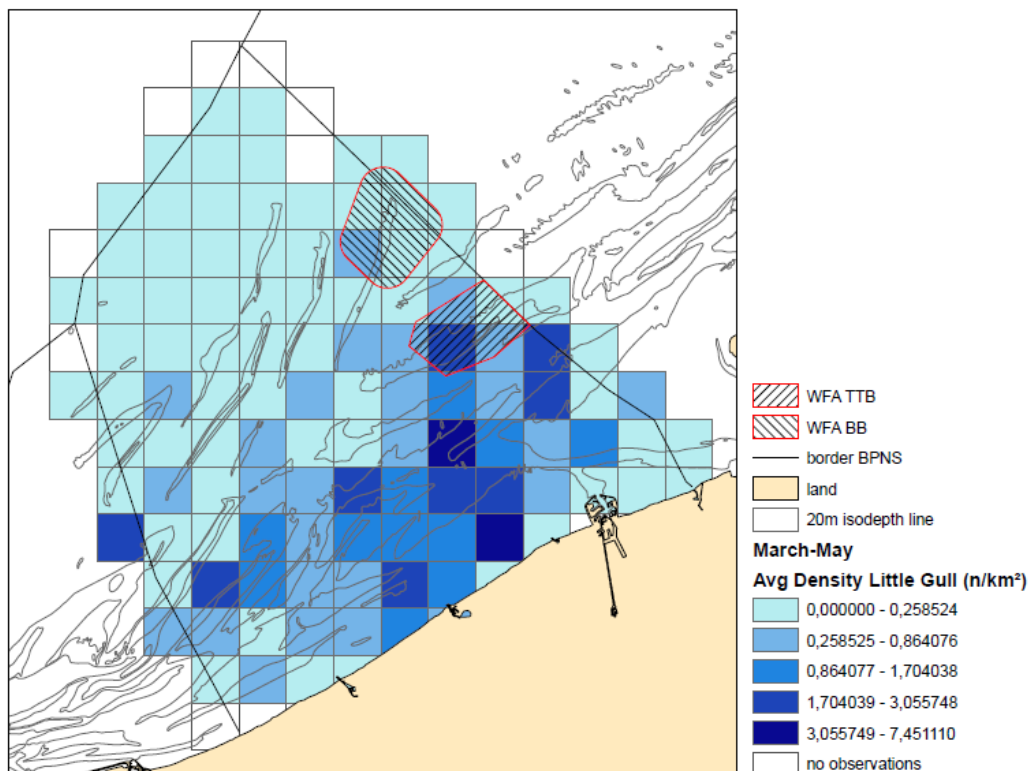 WFA TTB
WFA BB
border BPNS
land
20m isodepth line
March-May
Avg Density Little Gull (n/km²)
0,000000 - 0,258524
0,258525 - 0,864076
0,864077 - 1,704038
1,704039 - 3,055748
3,055749 - 7,451110
no observations